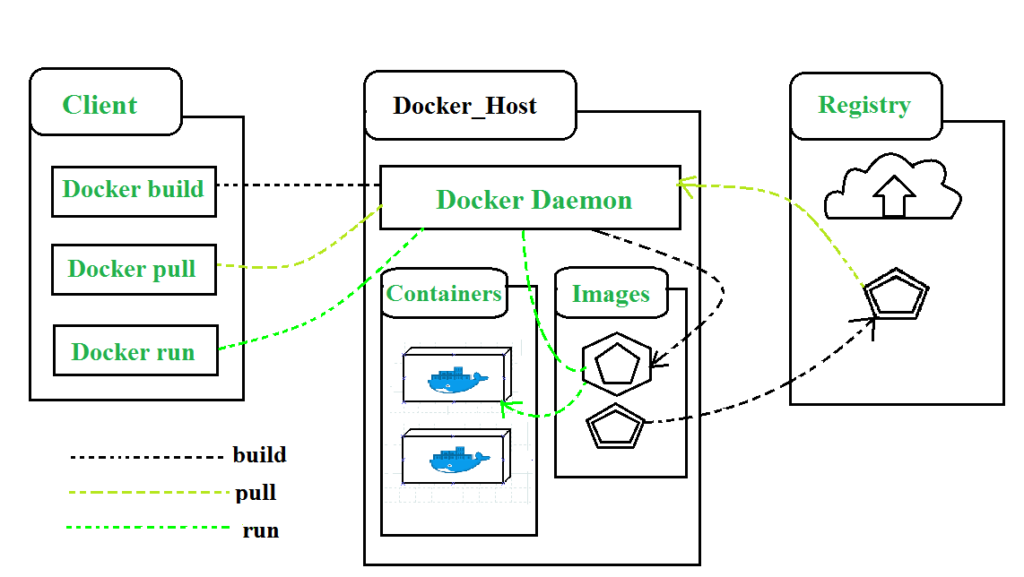 Client
Docker build
Docker pull
Docker run
Docker_Host
Docker Daemon
Containers
Images
Registry
build
pull
run